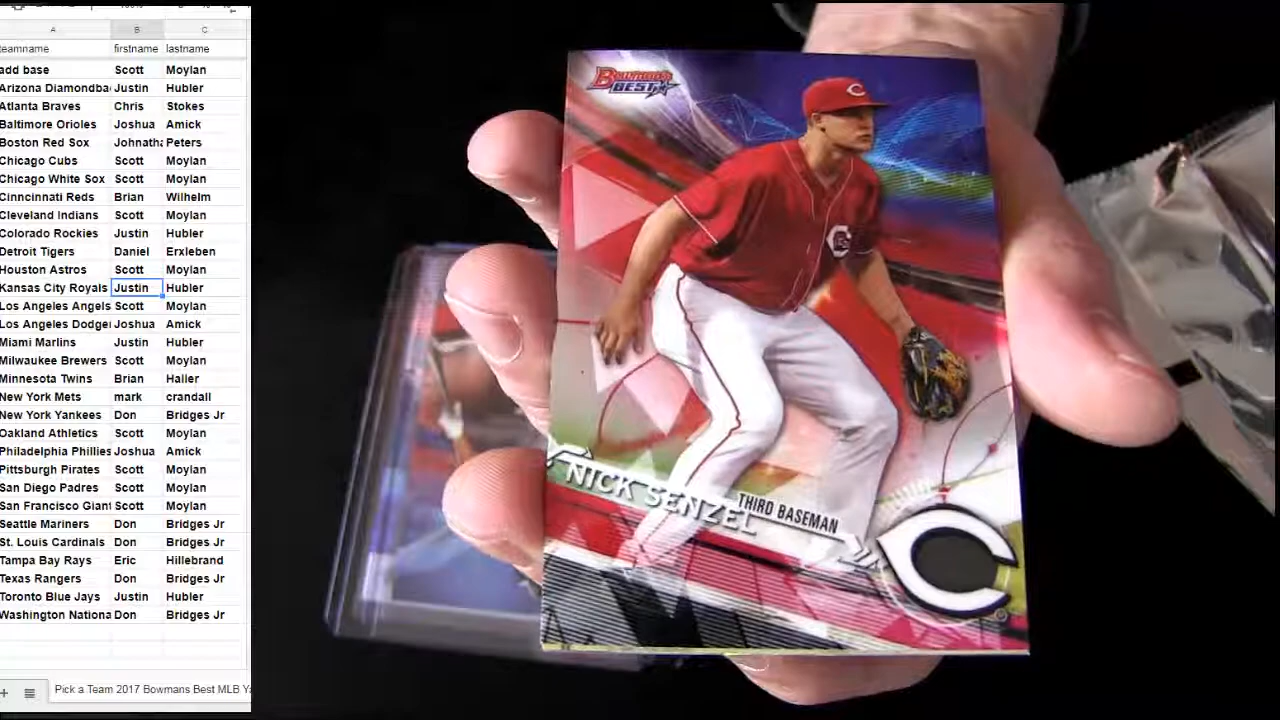 A B C
teamname firstname lastname
add base Scott Moylan
Arizona Diamondba Justin Hubler
Atlanta Braves Chris Stokes
Baltimore Orioles Joshua Amick
Boston Red Sox Johnatha Peters
Chicago Cubs Scott Moylan
Chicago White Sox Scott Moylan
Cinncinati Reds Brian Wilhelm
Cleveland Indians Scott Moylan
Colorado Rockies Justin Hubler
Detroit Tigers Daniel Erxleben
Houston Astros Scott Moylan
Kansas City Royals Justin Hubler
Los Angeles Angels Scott Moylan
Los Angeles Dodger Joshua Amick
Miami Marlins Justin Hubler
Milwaukee Brewers Scott Moylan
Minnesota Twins Brian Haller
New York Mets mark crandall
New York Yankees Don Bridges Jr
Oakland Athletics Scott Moylan
Philadelphia Phillies Joshua Amick
Pittsburgh Pirates Scott Moylan
San Diego Padres Scott Moylan
San Francisco Giant Scott Moylan
Seattle Mariners Don Bridges Jr
St. Louis Cardinals Don Bridges Jr
Tampa Bay Rays Eric Hillebrand
Texas Rangers Don Bridges Jr
Toronto Blue Jays Justin Hubler
Washington Nationa Don Bridges Jr
Pick a Team 2017 Bowmans Best MLB Ya
Bowman's
BEST
C
NICK SENZEL
THIRD BASEMAN
C